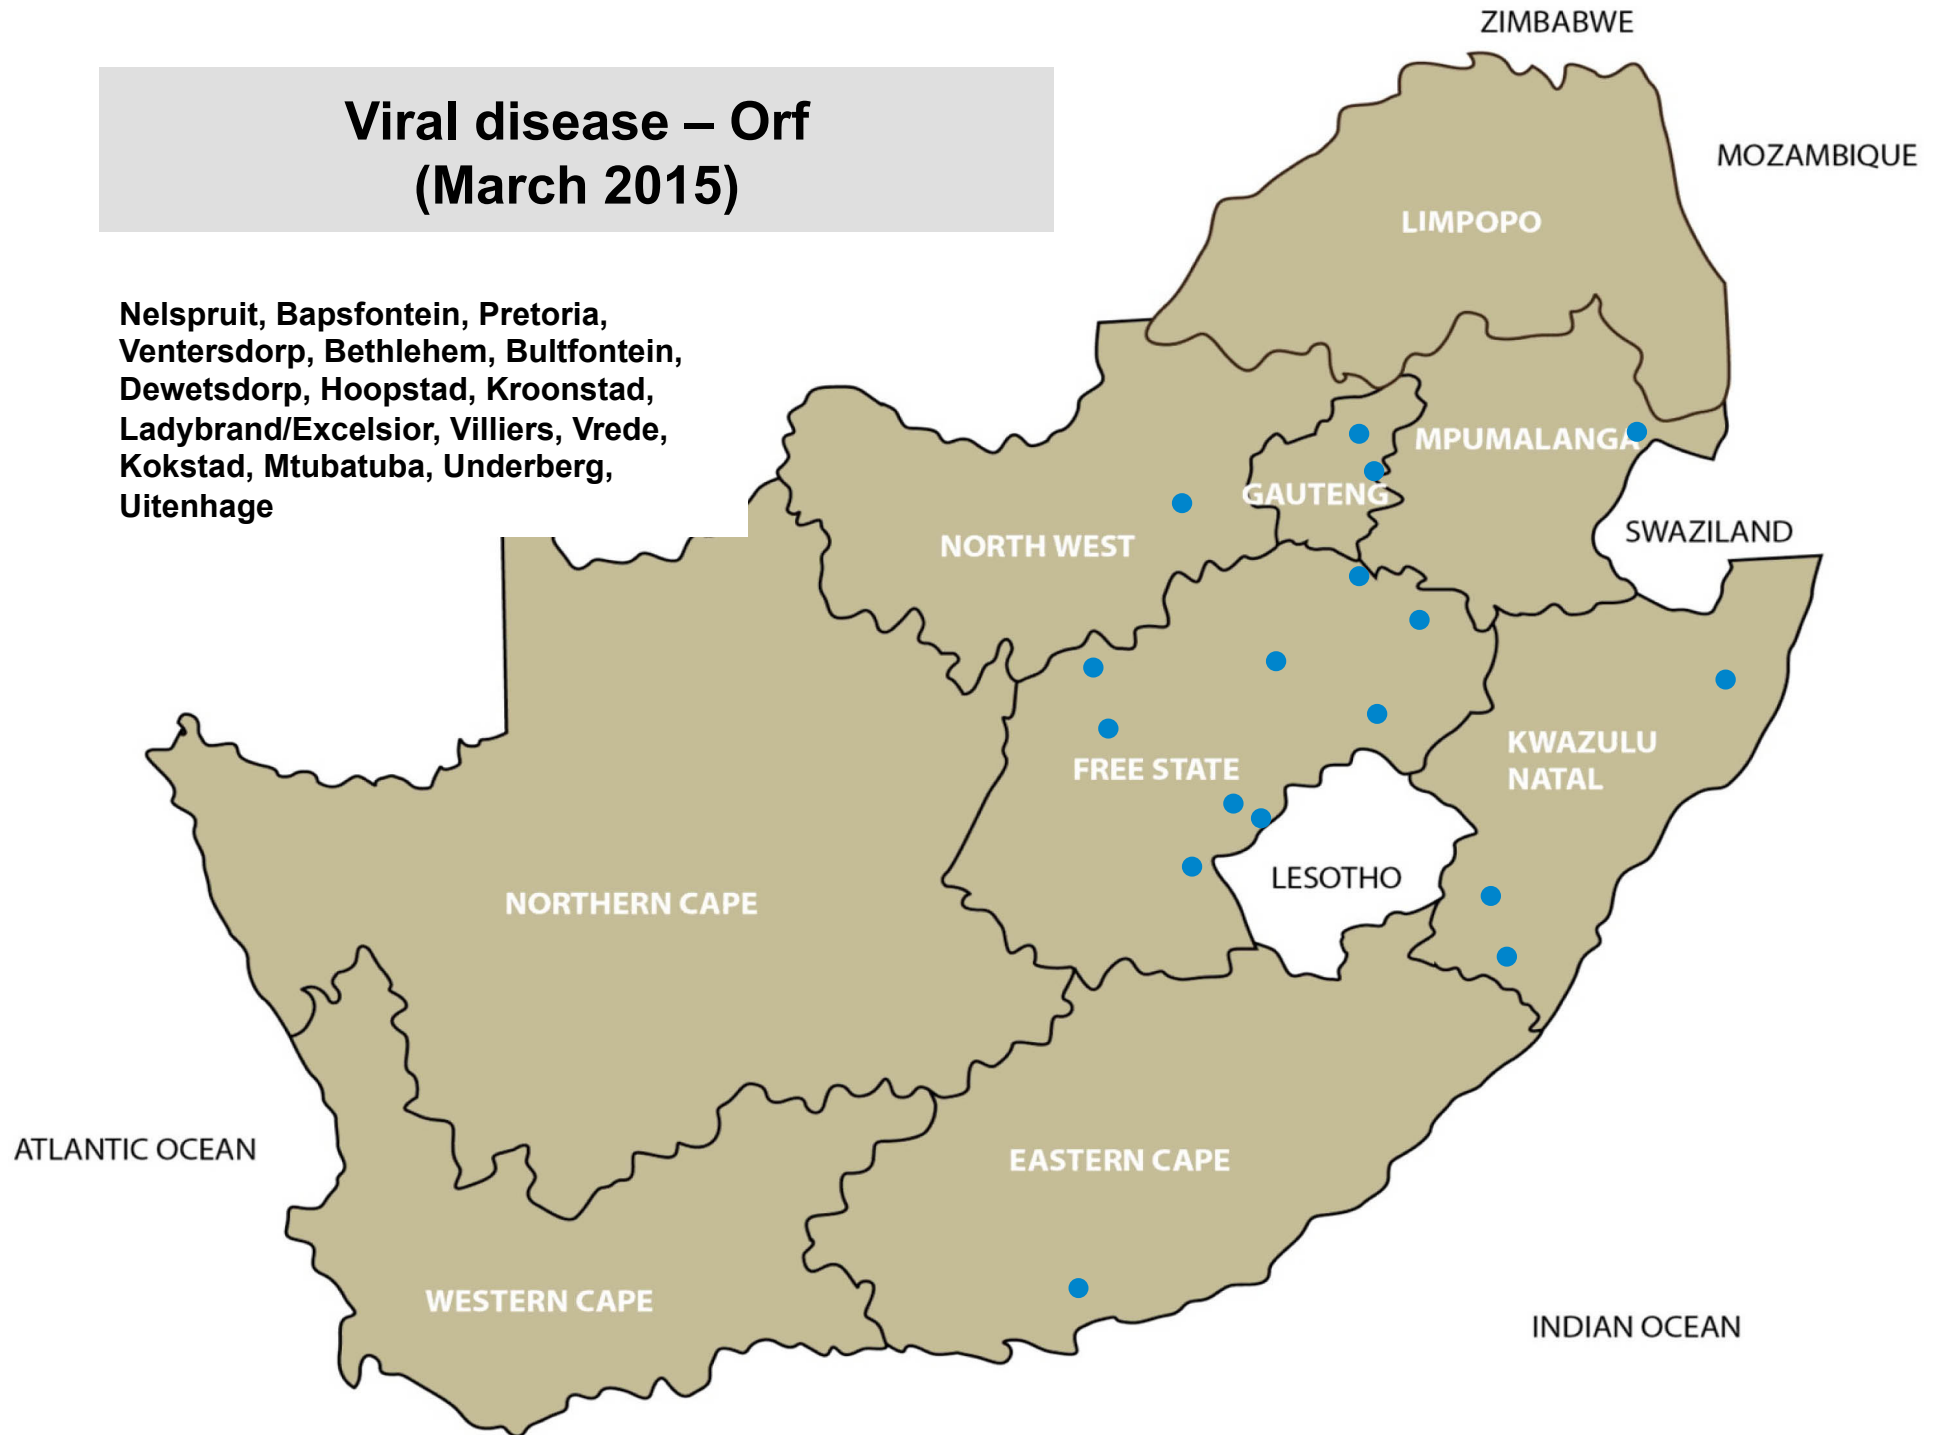 Viral disease – Orf
(March 2015)
Nelspruit, Bapsfontein, Pretoria,
Ventersdorp, Bethlehem, Bultfontein,
Dewetsdorp, Hoopstad, Kroonstad,
Ladybrand/Excelsior, Villiers, Vrede,
Kokstad, Mtubatuba, Underberg,
Uitenhage
ZIMBABWE
MOZAMBIQUE
LIMPOPO
MPUMALANGA
GAUTENG
NORTH WEST
SWAZILAND
KWAZULU
NATAL
FREE STATE
LESOTHO
NORTHERN CAPE
ATLANTIC OCEAN
EASTERN CAPE
WESTERN CAPE
INDIAN OCEAN